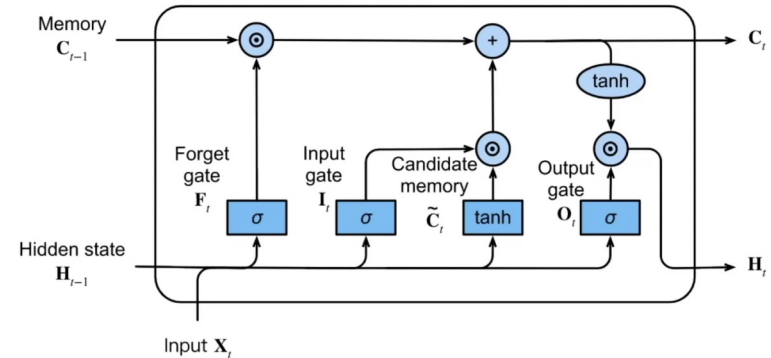 Memory
C_{t-1}
⊙
+
C_t
tanh
Forget
gate
F_t
Input
gate
I_t
Candidate
memory
C̃_t
⊙
Output
gate
O_t
⊙
σ
σ
tanh
σ
Hidden state
H_{t-1}
H_t
Input X_t